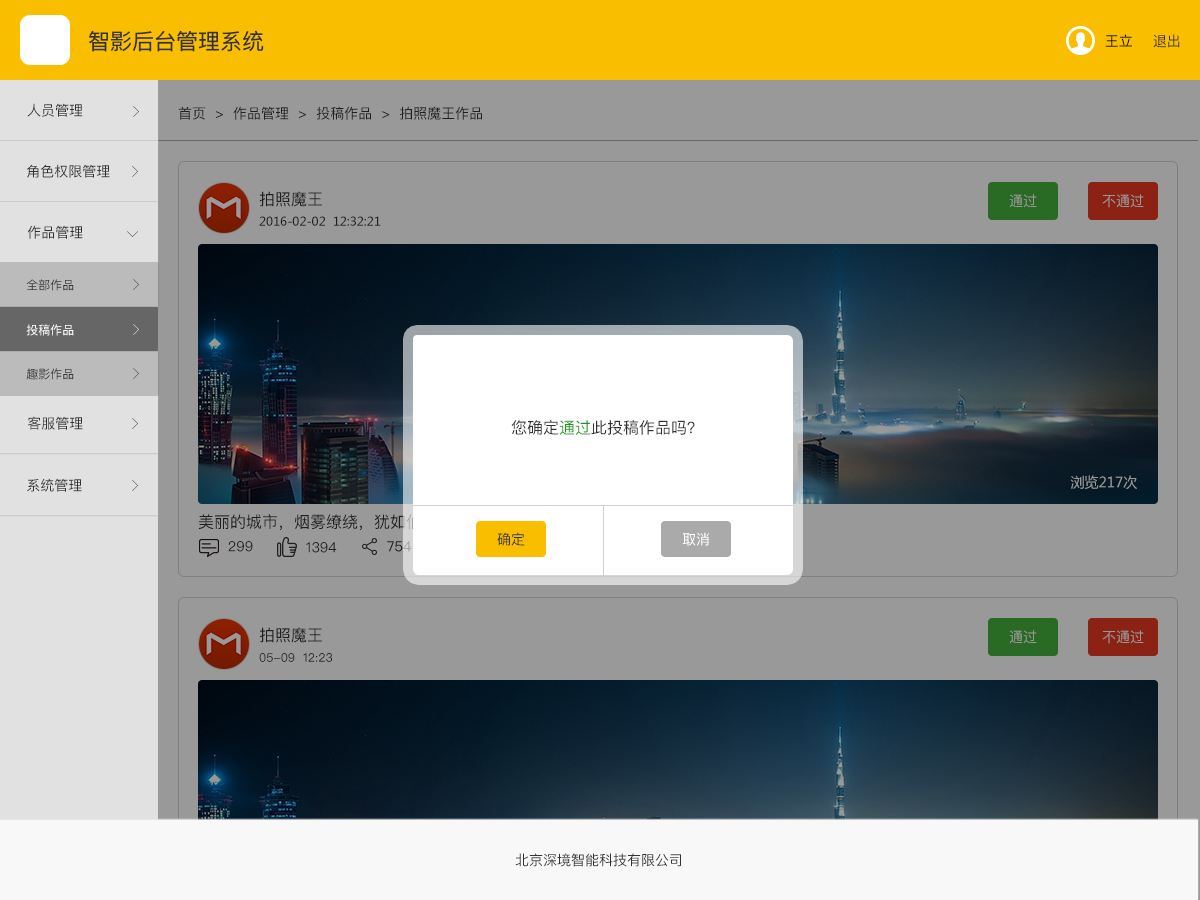 智影后台管理系统
王立 退出
人员管理
角色权限管理
作品管理
全部作品
投稿作品
趣影作品
客服管理
系统管理
首页 > 作品管理 > 投稿作品 > 拍照魔王作品
拍照魔王
2016-02-02 12:32:21
通过 不通过
浏览217次
美丽的城市，烟雾缭绕，犹如
299 1394 754
您确定通过此投稿作品吗?
确定 取消
拍照魔王
05-09 12:23
通过 不通过
北京深境智能科技有限公司